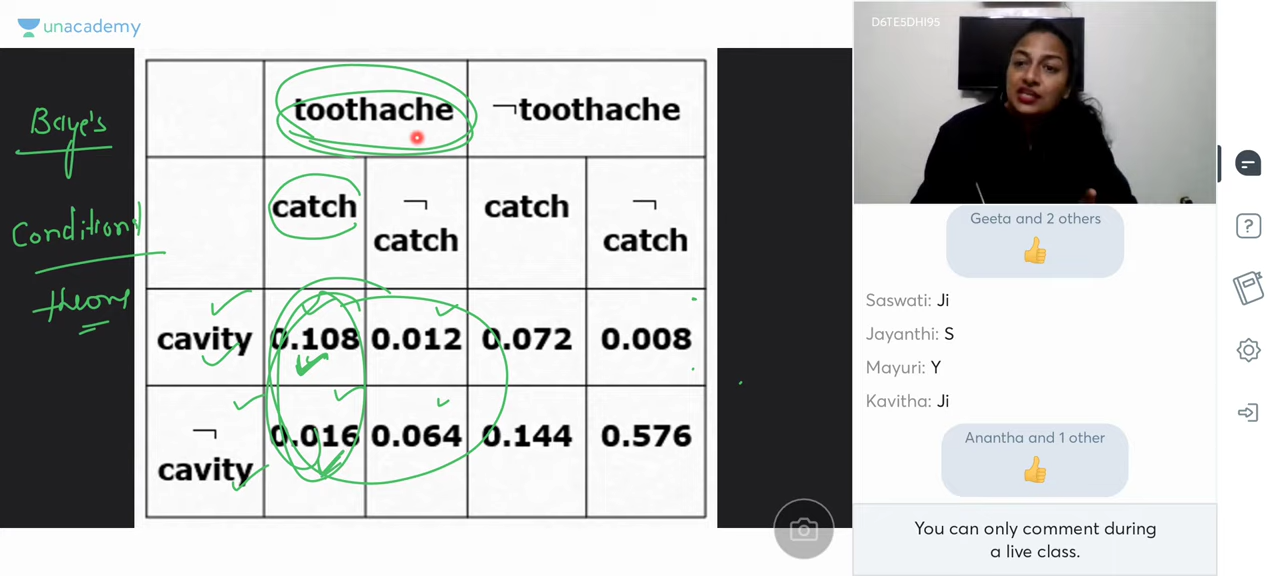 unacademy
D6TE5DHI95
Baye's
Conditional
theore
toothache ¬toothache
catch ¬ catch catch ¬ catch
cavity 0.108 0.012 0.072 0.008
¬ cavity 0.016 0.064 0.144 0.576
Geeta and 2 others
👍
Saswati: Ji
Jayanthi: S
Mayuri: Y
Kavitha: Ji
Anantha and 1 other
👍
You can only comment during
a live class.